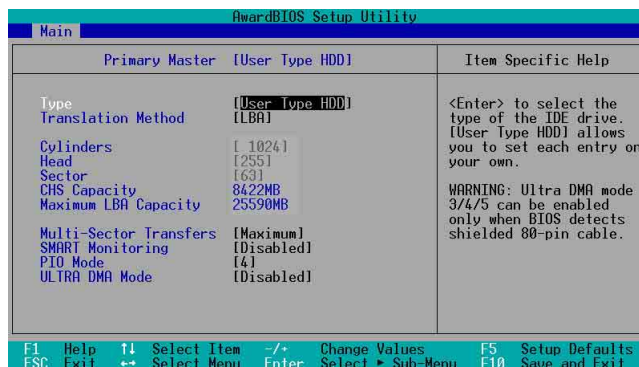 AwardBIOS Setup Utility
Main
Primary Master [User Type HDD]
Item Specific Help
Type [User Type HDD]
Translation Method [LBA]
Cylinders [ 1024]
Head [255]
Sector [63]
CHS Capacity 8422MB
Maximum LBA Capacity 25590MB
Multi-Sector Transfers [Maximum]
SMART Monitoring [Disabled]
PIO Mode [4]
ULTRA DMA Mode [Disabled]
<Enter> to select the
type of the IDE drive.
[User Type HDD] allows
you to set each entry on
your own.
WARNING: Ultra DMA mode
3/4/5 can be enabled
only when BIOS detects
shielded 80-pin cable.
F1 Help ↑↓ Select Item -/+ Change Values F5 Setup Defaults
ESC Exit ←→ Select Menu Enter Select ► Sub-Menu F10 Save and Exit